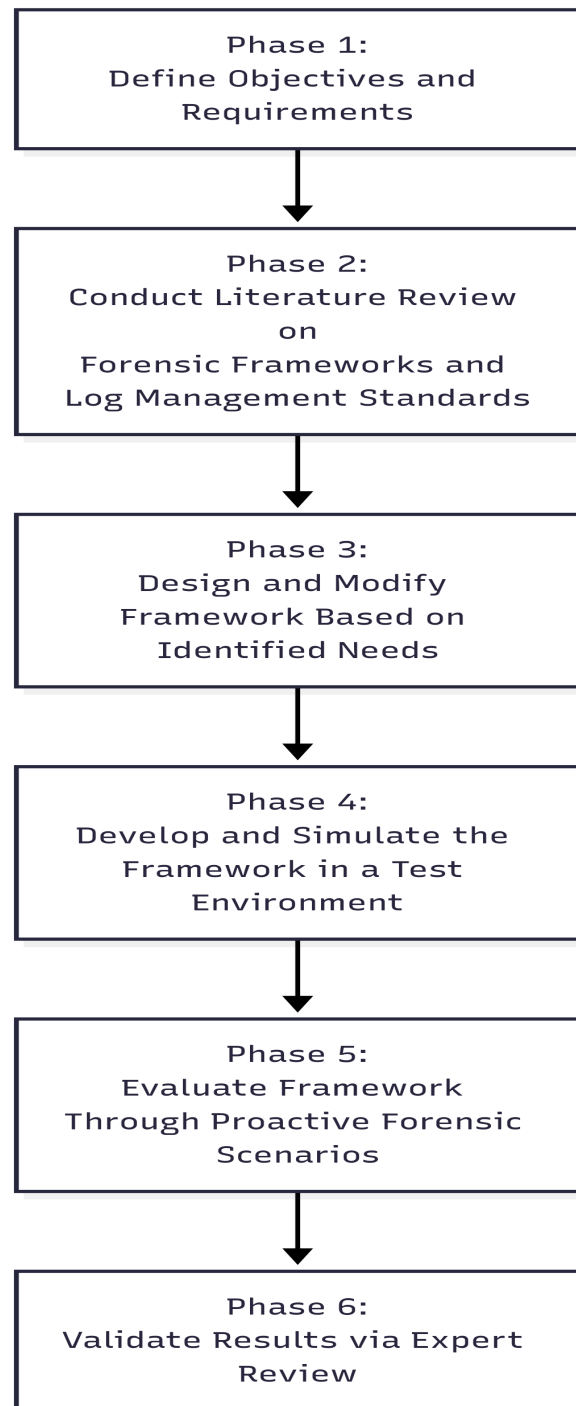 Phase 1:
Define Objectives and
Requirements
Phase 2:
Conduct Literature Review
on
Forensic Frameworks and
Log Management Standards
Phase 3:
Design and Modify
Framework Based on
Identified Needs
Phase 4:
Develop and Simulate the
Framework in a Test
Environment
Phase 5:
Evaluate Framework
Through Proactive Forensic
Scenarios
Phase 6:
Validate Results via Expert
Review